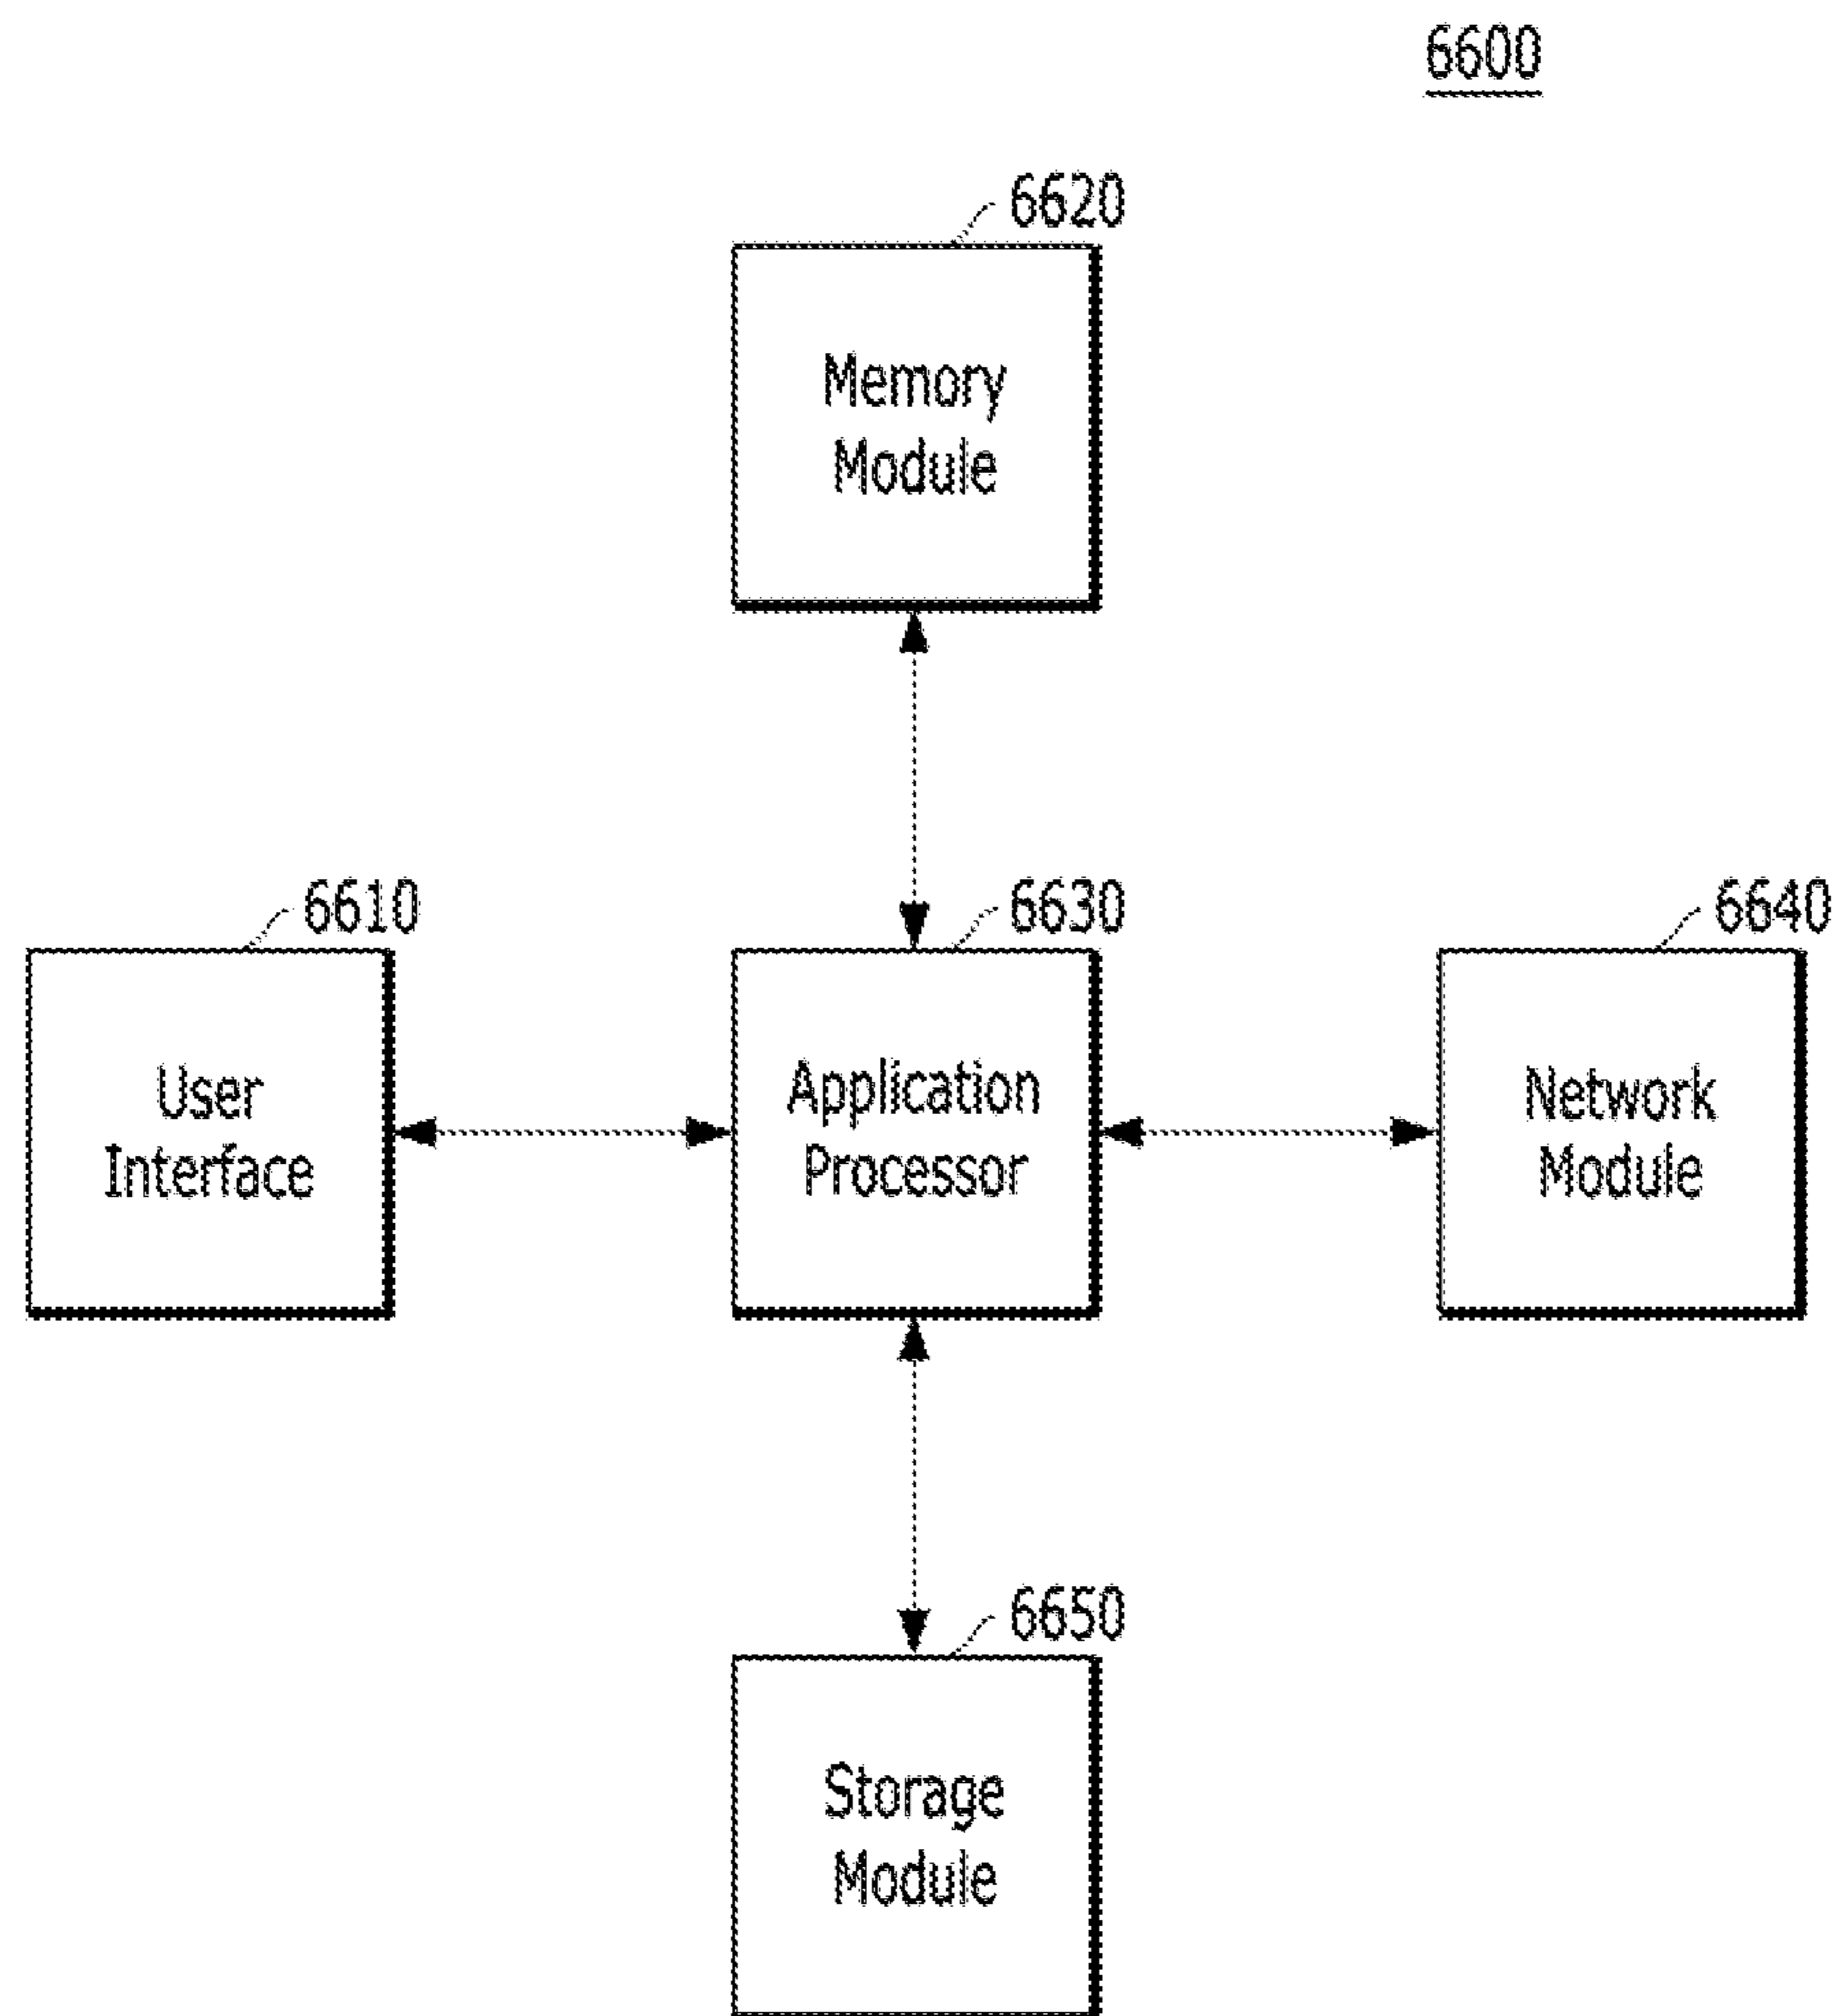 6600
6620
Memory
Module
6610
6630
6640
User
Interface
Application
Processor
Network
Module
6650
Storage
Module